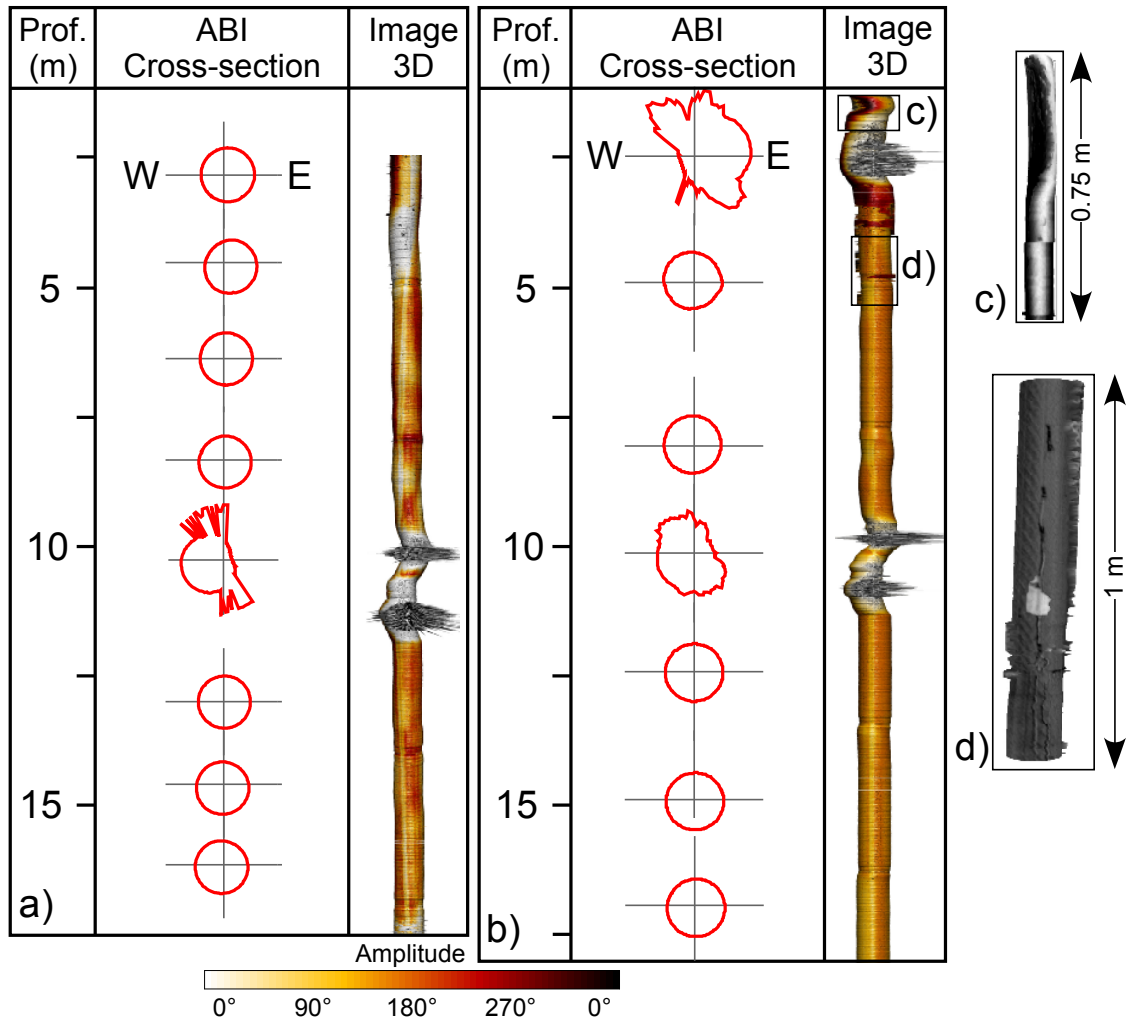 Prof.
(m)
ABI
Cross-section
Image
3D
W
E
5
10
15
a)
Prof.
(m)
ABI
Cross-section
Image
3D
W
E
c)
d)
5
10
15
b)
c)
0.75 m
d)
1 m
Amplitude
0° 90° 180° 270° 0°